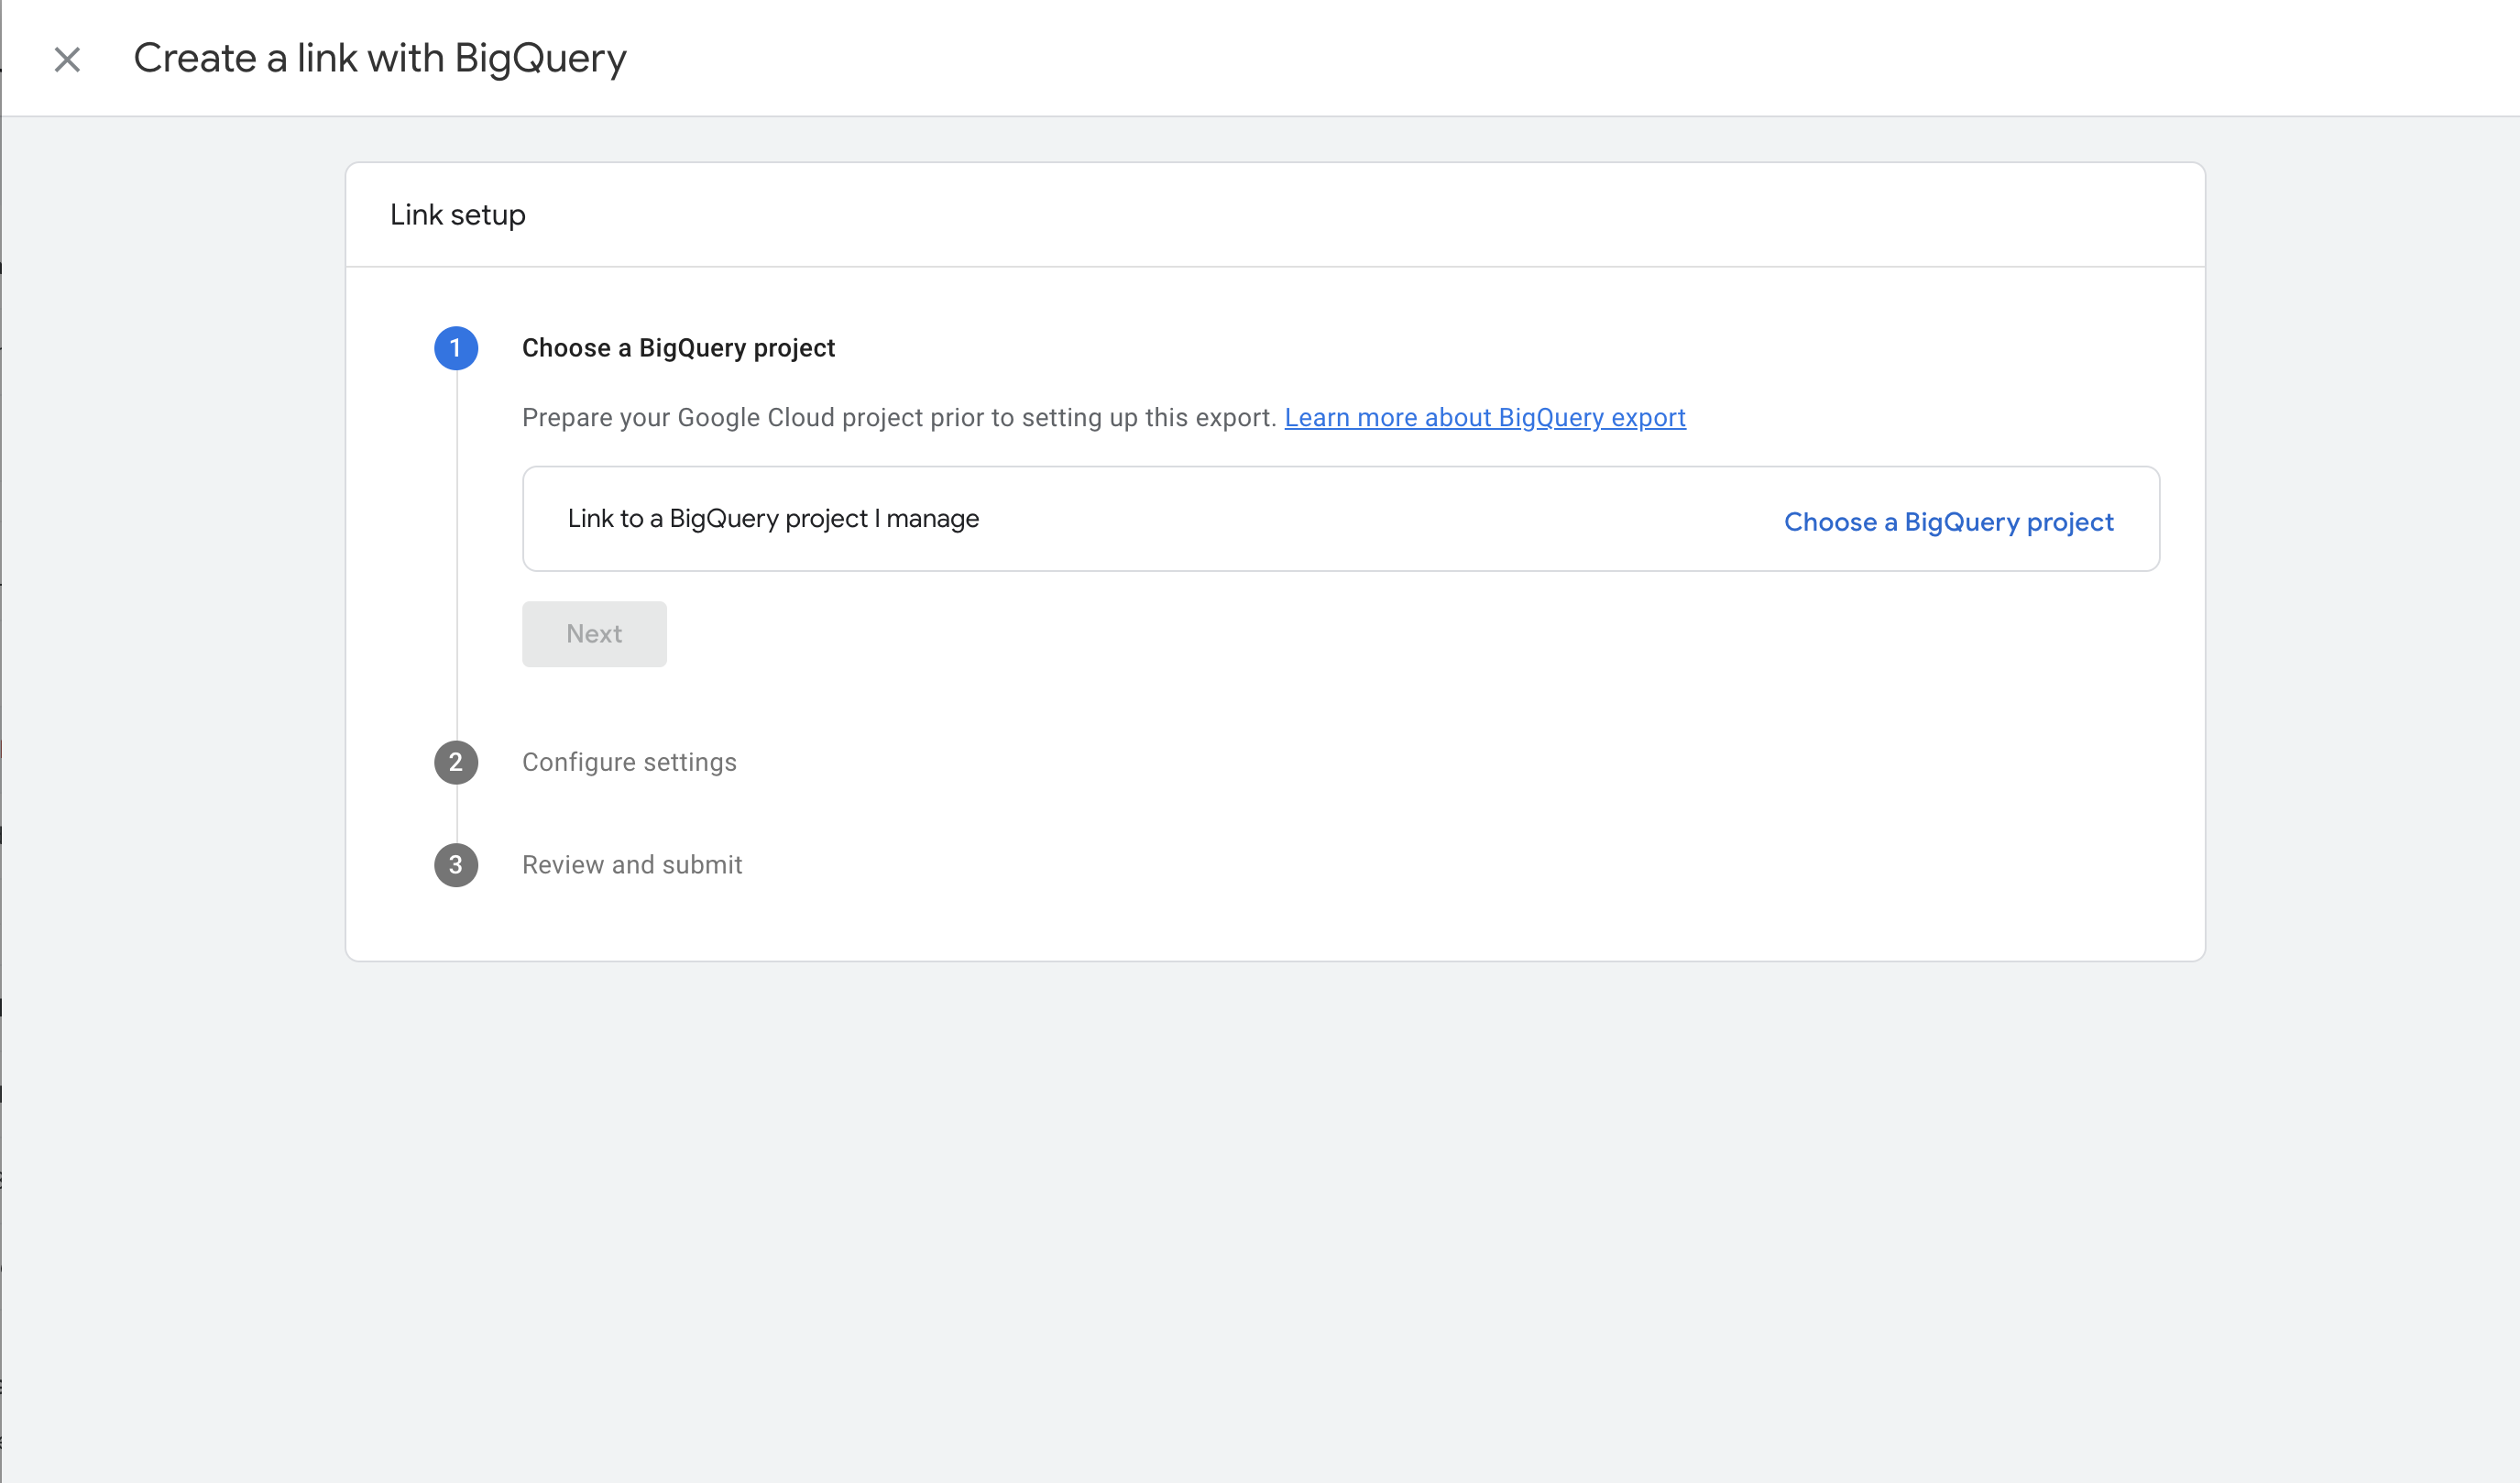 Create a link with BigQuery
Link setup
1
Choose a BigQuery project
Prepare your Google Cloud project prior to setting up this export. Learn more about BigQuery export
Link to a BigQuery project I manage
Choose a BigQuery project
Next
2
Configure settings
3
Review and submit